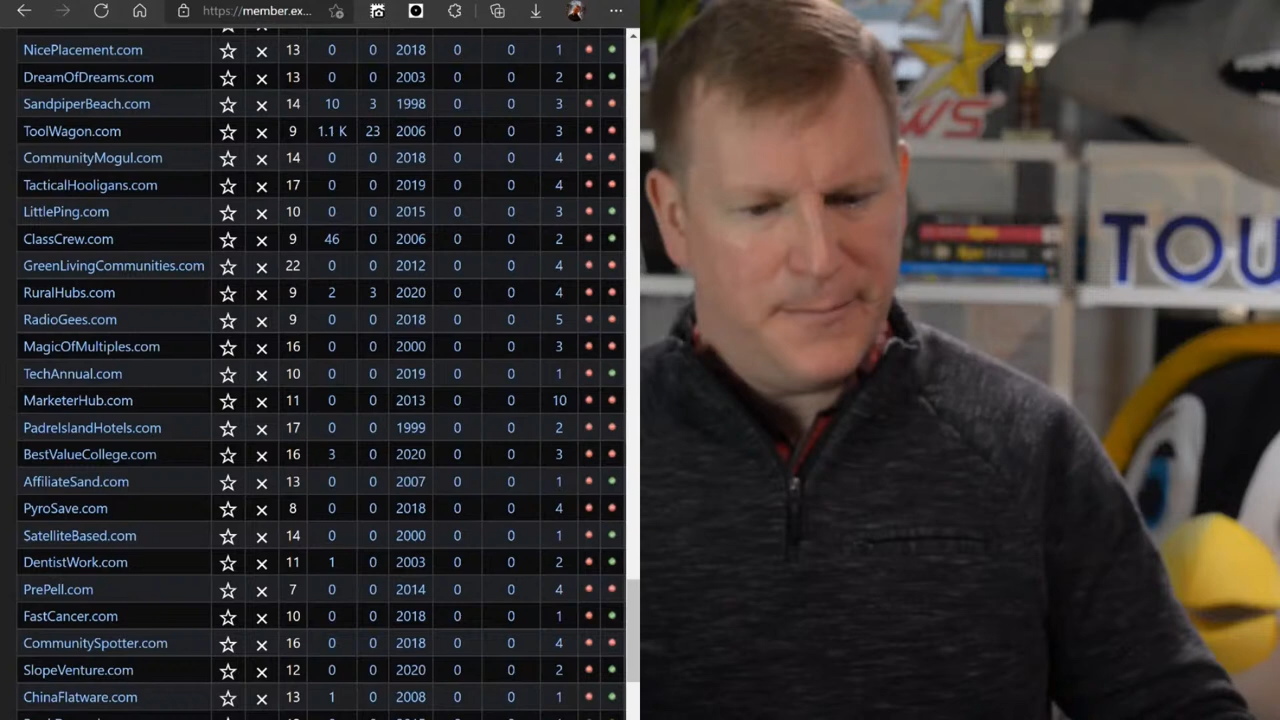 https://member.ex...
NicePlacement.com 13 0 0 2018 0 0 1
DreamOfDreams.com 13 0 0 2003 0 0 2
SandpiperBeach.com 14 10 3 1998 0 0 3
ToolWagon.com 9 1.1 K 23 2006 0 0 3
CommunityMogul.com 14 0 0 2018 0 0 4
TacticalHooligans.com 17 0 0 2019 0 0 4
LittlePing.com 10 0 0 2015 0 0 3
ClassCrew.com 9 46 0 2006 0 0 2
GreenLivingCommunities.com 22 0 0 2012 0 0 4
RuralHubs.com 9 2 3 2020 0 0 4
RadioGees.com 9 0 0 2018 0 0 5
MagicOfMultiples.com 16 0 0 2000 0 0 3
TechAnnual.com 10 0 0 2019 0 0 1
MarketerHub.com 11 0 0 2013 0 0 10
PadreIslandHotels.com 17 0 0 1999 0 0 2
BestValueCollege.com 16 3 0 2020 0 0 3
AffiliateSand.com 13 0 0 2007 0 0 1
PyroSave.com 8 0 0 2018 0 0 4
SatelliteBased.com 14 0 0 2000 0 0 1
DentistWork.com 11 1 0 2003 0 0 2
PrePell.com 7 0 0 2014 0 0 4
FastCancer.com 10 0 0 2018 0 0 1
CommunitySpotter.com 16 0 0 2018 0 0 4
SlopeVenture.com 12 0 0 2020 0 0 2
ChinaFlatware.com 13 1 0 2008 0 0 1
WS
TOU